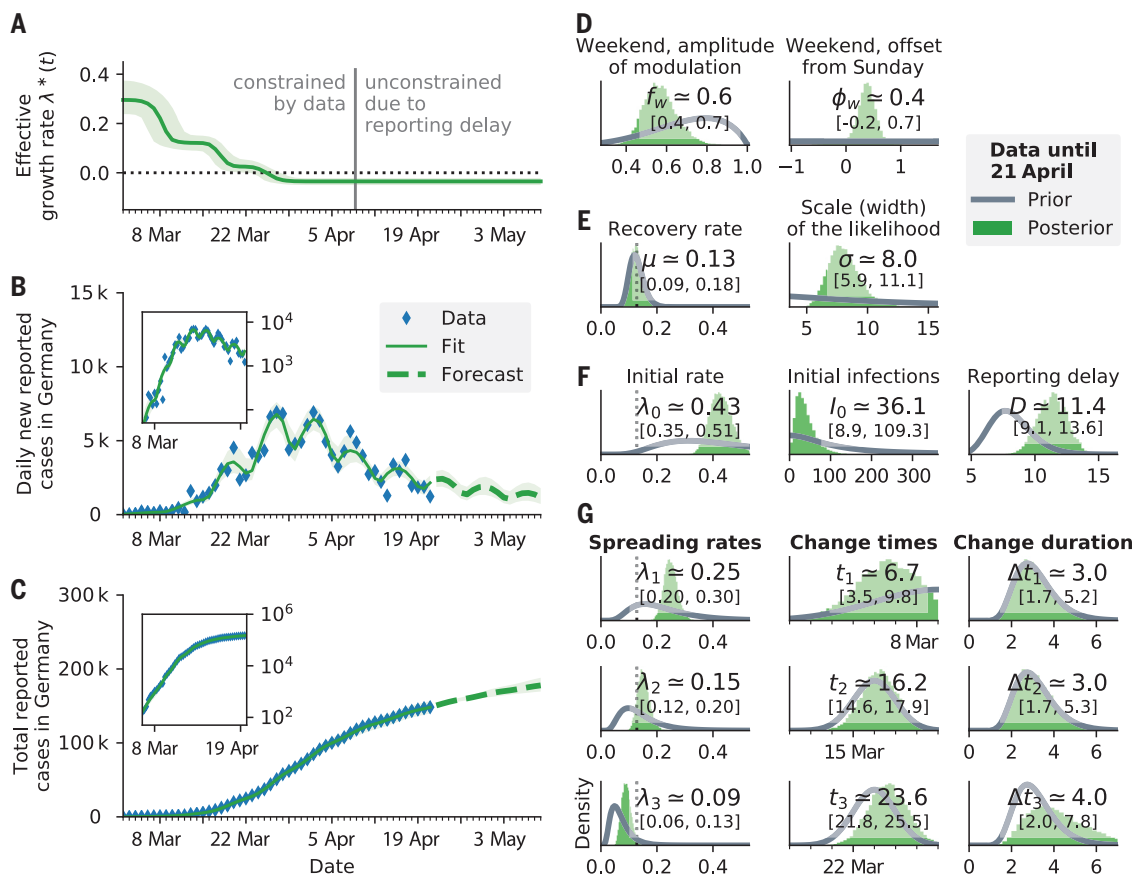 A
Effective
growth rate λ* (t)
0.4
0.2
0.0
constrained
by data
unconstrained
due to
reporting delay
8 Mar
22 Mar
5 Apr
19 Apr
3 May
B
Daily new reported
cases in Germany
15 k
10 k
5 k
0
10⁴
10³
8 Mar
Data
Fit
Forecast
8 Mar
22 Mar
5 Apr
19 Apr
3 May
C
Total reported
cases in Germany
300 k
200 k
100 k
0
10⁶
10⁴
10²
8 Mar
19 Apr
8 Mar
22 Mar
5 Apr
19 Apr
3 May
Date
D
Weekend, amplitude
of modulation
f_w ≃ 0.6
[0.4, 0.7]
0.4
0.6
0.8
1.0
Weekend, offset
from Sunday
ϕ_w ≃ 0.4
[-0.2, 0.7]
−1
0
1
Data until
21 April
Prior
Posterior
E
Recovery rate
μ ≃ 0.13
[0.09, 0.18]
0.0
0.2
0.4
Scale (width)
of the likelihood
σ ≃ 8.0
[5.9, 11.1]
5
10
15
F
Initial rate
λ₀ ≃ 0.43
[0.35, 0.51]
0.0
0.2
0.4
Initial infections
I₀ ≃ 36.1
[8.9, 109.3]
0
100
200
300
Reporting delay
D ≃ 11.4
[9.1, 13.6]
5
10
15
G
Spreading rates
Change times
Change duration
λ₁ ≃ 0.25
[0.20, 0.30]
0.0
0.2
0.4
t₁ ≃ 6.7
[3.5, 9.8]
8 Mar
Δt₁ ≃ 3.0
[1.7, 5.2]
0
2
4
6
λ₂ ≃ 0.15
[0.12, 0.20]
0.0
0.2
0.4
t₂ ≃ 16.2
[14.6, 17.9]
15 Mar
Δt₂ ≃ 3.0
[1.7, 5.3]
0
2
4
6
Density
λ₃ ≃ 0.09
[0.06, 0.13]
0.0
0.2
0.4
t₃ ≃ 23.6
[21.8, 25.5]
22 Mar
Δt₃ ≃ 4.0
[2.0, 7.8]
0
2
4
6